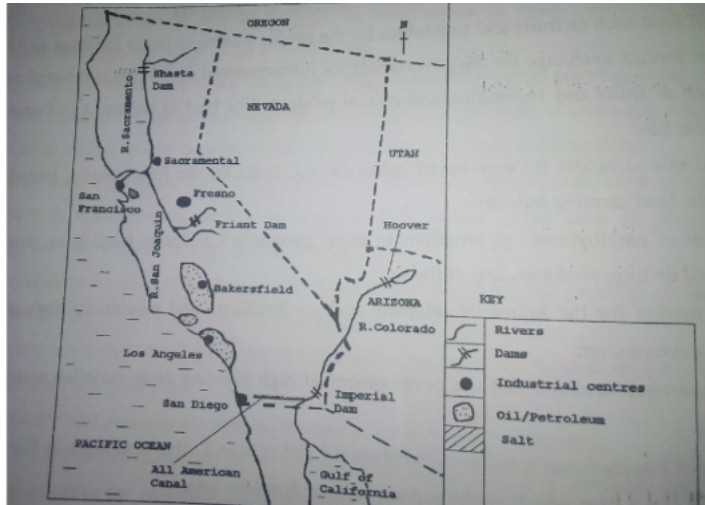 OREGON
N
Shasta
Dam
R.Sacramento
NEVADA
UTAH
Sacramental
Fresno
San
Francisco
Friant Dam
Hoover
R.San Joaquin
Bakersfield
ARIZONA
R.Colorado
Los Angeles
San Diego
Imperial
Dam
PACIFIC OCEAN
All American
Canal
Gulf of
California
KEY
Rivers
Dams
Industrial centres
Oil/Petroleum
Salt